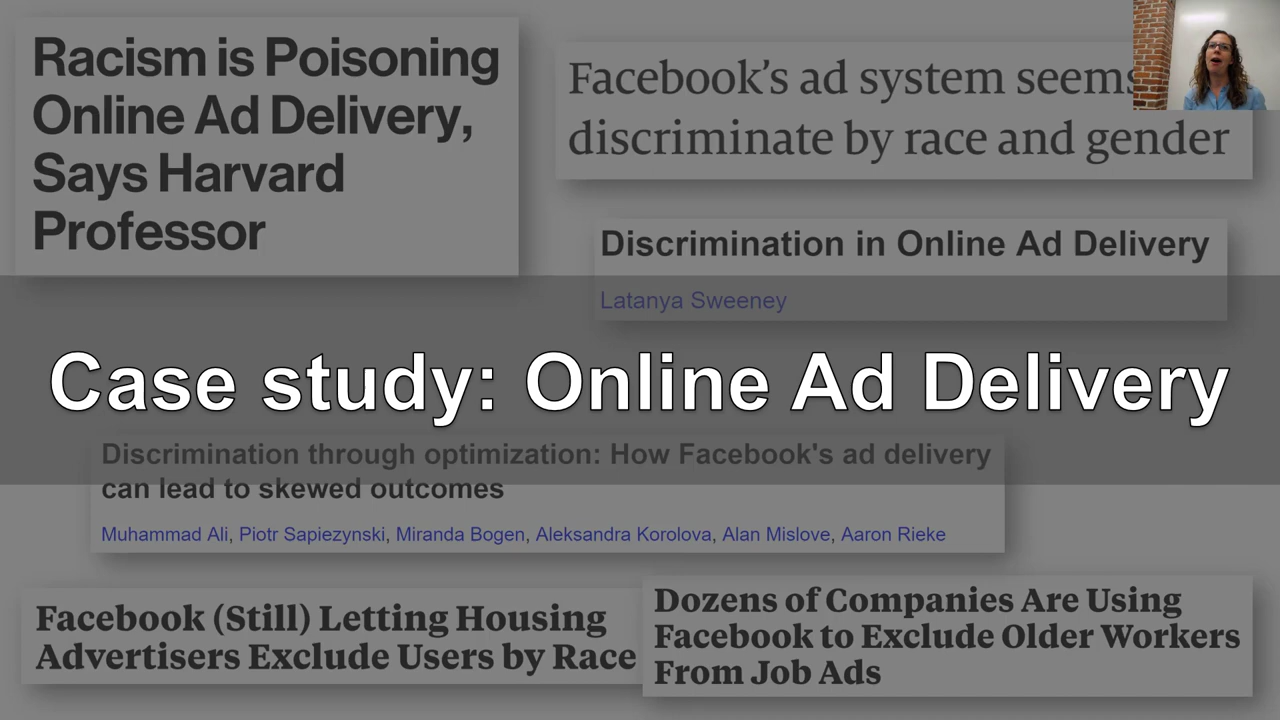 Racism is Poisoning
Online Ad Delivery,
Says Harvard
Professor
Facebook’s ad system seems
discriminate by race and gender
Discrimination in Online Ad Delivery
Latanya Sweeney
Case study: Online Ad Delivery
Discrimination through optimization: How Facebook's ad delivery
can lead to skewed outcomes
Muhammad Ali, Piotr Sapiezynski, Miranda Bogen, Aleksandra Korolova, Alan Mislove, Aaron Rieke
Facebook (Still) Letting Housing
Advertisers Exclude Users by Race
Dozens of Companies Are Using
Facebook to Exclude Older Workers
From Job Ads